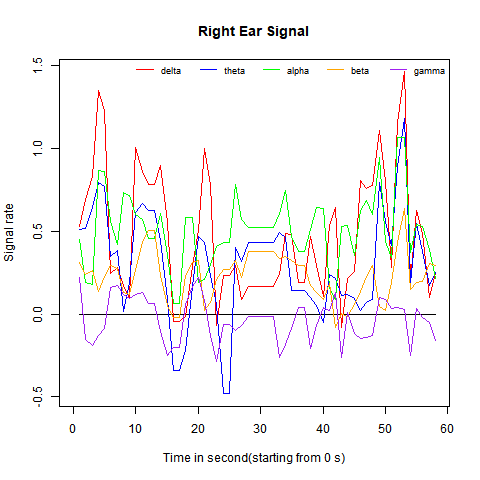 Right Ear Signal
delta theta alpha beta gamma
1.5
1.0
0.5
0.0
-0.5
Signal rate
0 10 20 30 40 50 60
Time in second(starting from 0 s)